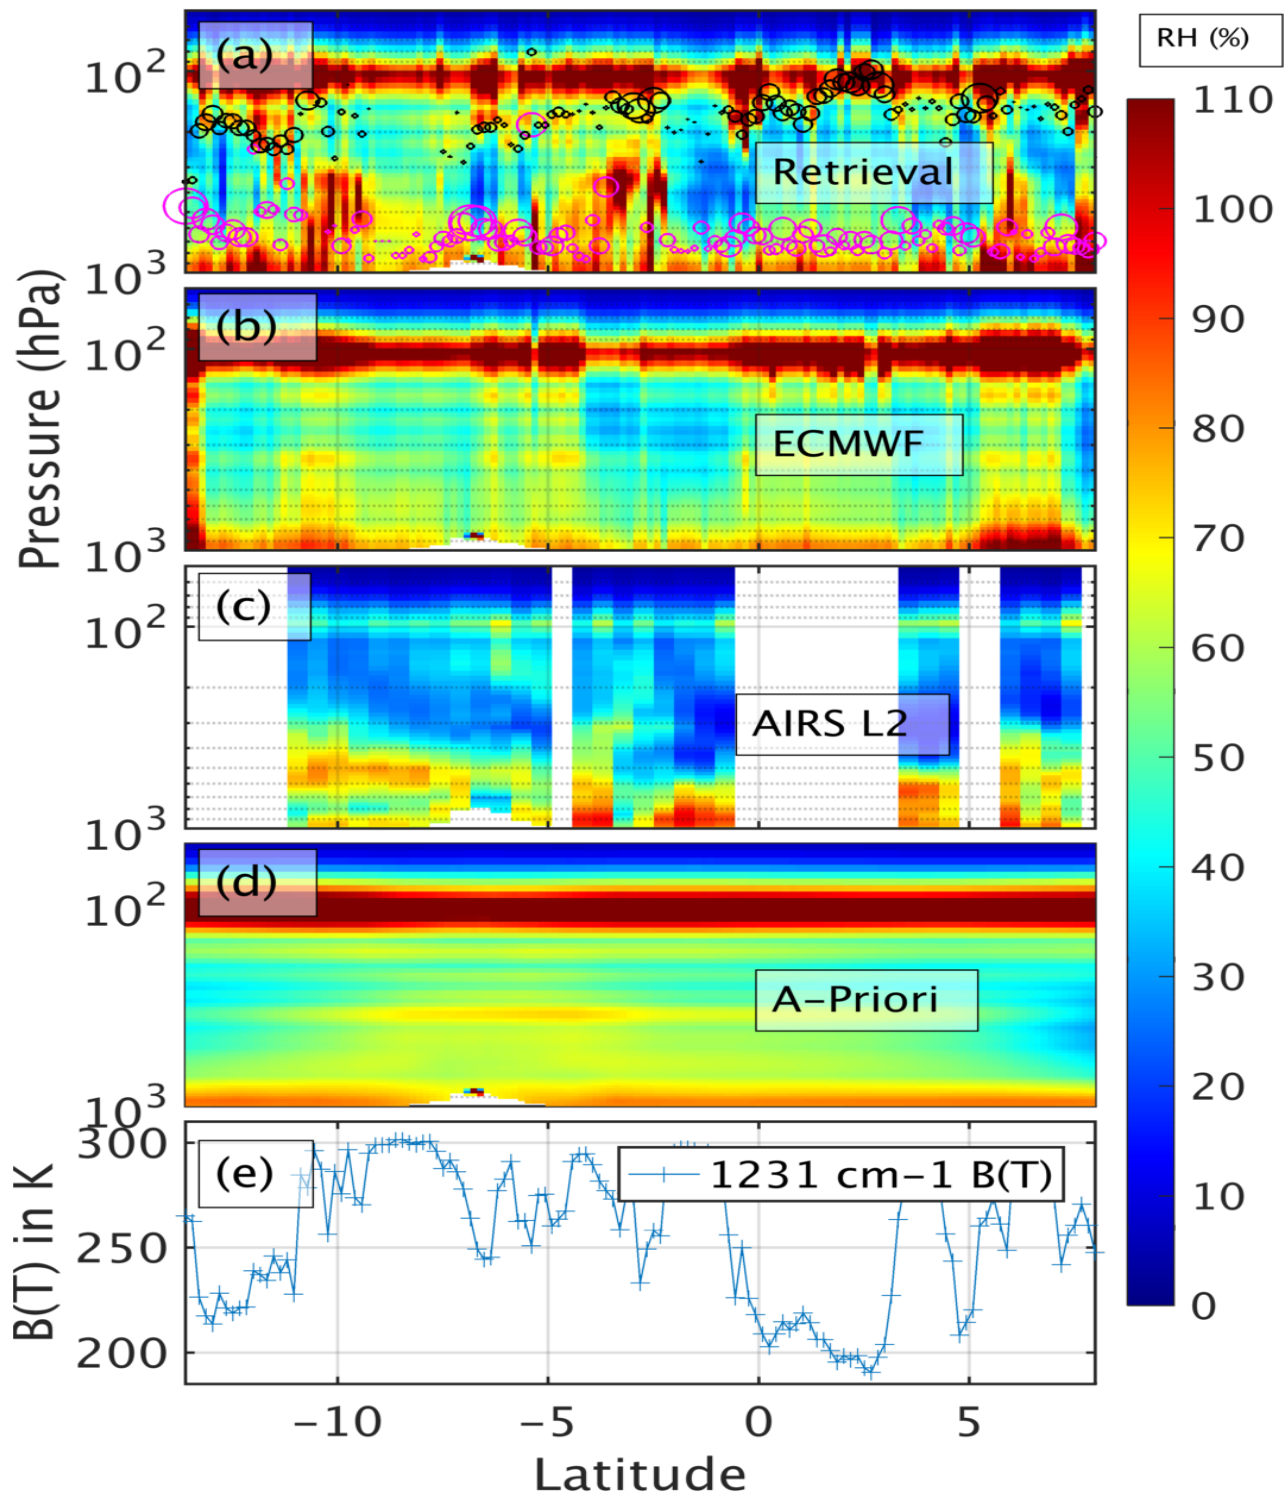 RH (%)
(a)
10²
Retrieval
10³
(b)
10²
ECMWF
10³
(c)
10²
AIRS L2
10³
(d)
10²
A-Priori
10³
Pressure (hPa)
110
100
90
80
70
60
50
40
30
20
10
0
(e)
1231 cm-1 B(T)
300
250
200
B(T) in K
-10
-5
0
5
Latitude